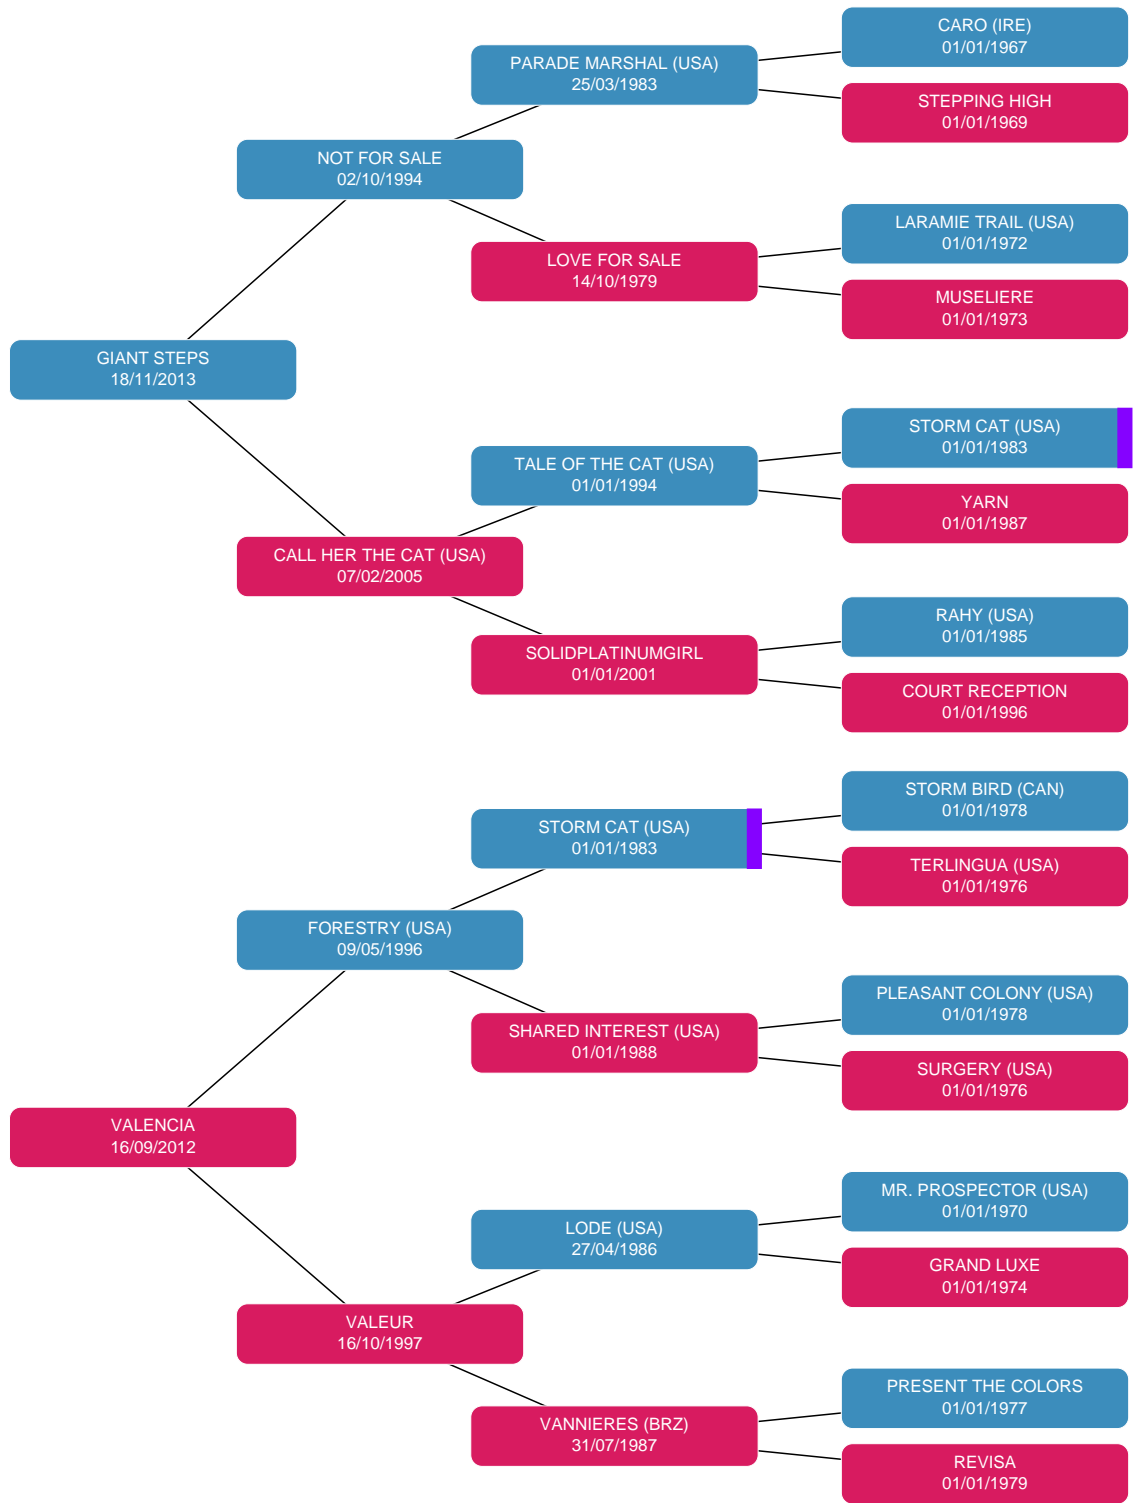 CARO (IRE)
01/01/1967
PARADE MARSHAL (USA)
25/03/1983
STEPPING HIGH
01/01/1969
NOT FOR SALE
02/10/1994
LARAMIE TRAIL (USA)
01/01/1972
LOVE FOR SALE
14/10/1979
MUSELIERE
01/01/1973
GIANT STEPS
18/11/2013
STORM CAT (USA)
01/01/1983
TALE OF THE CAT (USA)
01/01/1994
YARN
01/01/1987
CALL HER THE CAT (USA)
07/02/2005
RAHY (USA)
01/01/1985
SOLIDPLATINUMGIRL
01/01/2001
COURT RECEPTION
01/01/1996
STORM BIRD (CAN)
01/01/1978
STORM CAT (USA)
01/01/1983
TERLINGUA (USA)
01/01/1976
FORESTRY (USA)
09/05/1996
PLEASANT COLONY (USA)
01/01/1978
SHARED INTEREST (USA)
01/01/1988
SURGERY (USA)
01/01/1976
VALENCIA
16/09/2012
MR. PROSPECTOR (USA)
01/01/1970
LODE (USA)
27/04/1986
GRAND LUXE
01/01/1974
VALEUR
16/10/1997
PRESENT THE COLORS
01/01/1977
VANNIERES (BRZ)
31/07/1987
REVISA
01/01/1979